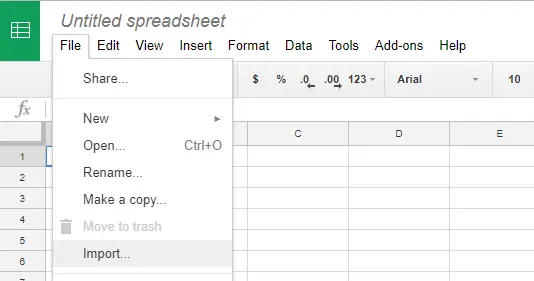 Untitled spreadsheet
File Edit View Insert Format Data Tools Add-ons Help
Share... $ % .0 .00 123 Arial 10
fx
New
C D E
Open... Ctrl+O
1
Rename...
2
Make a copy...
3
4
Move to trash
5
Import...
6
7